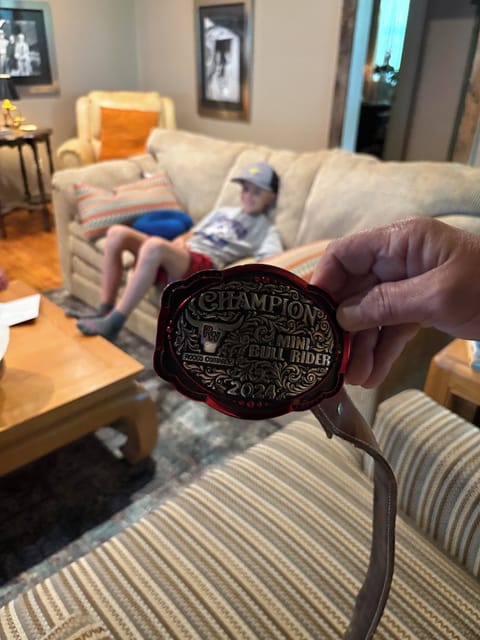 CHAMPION
MINI
BULL RIDER
2024